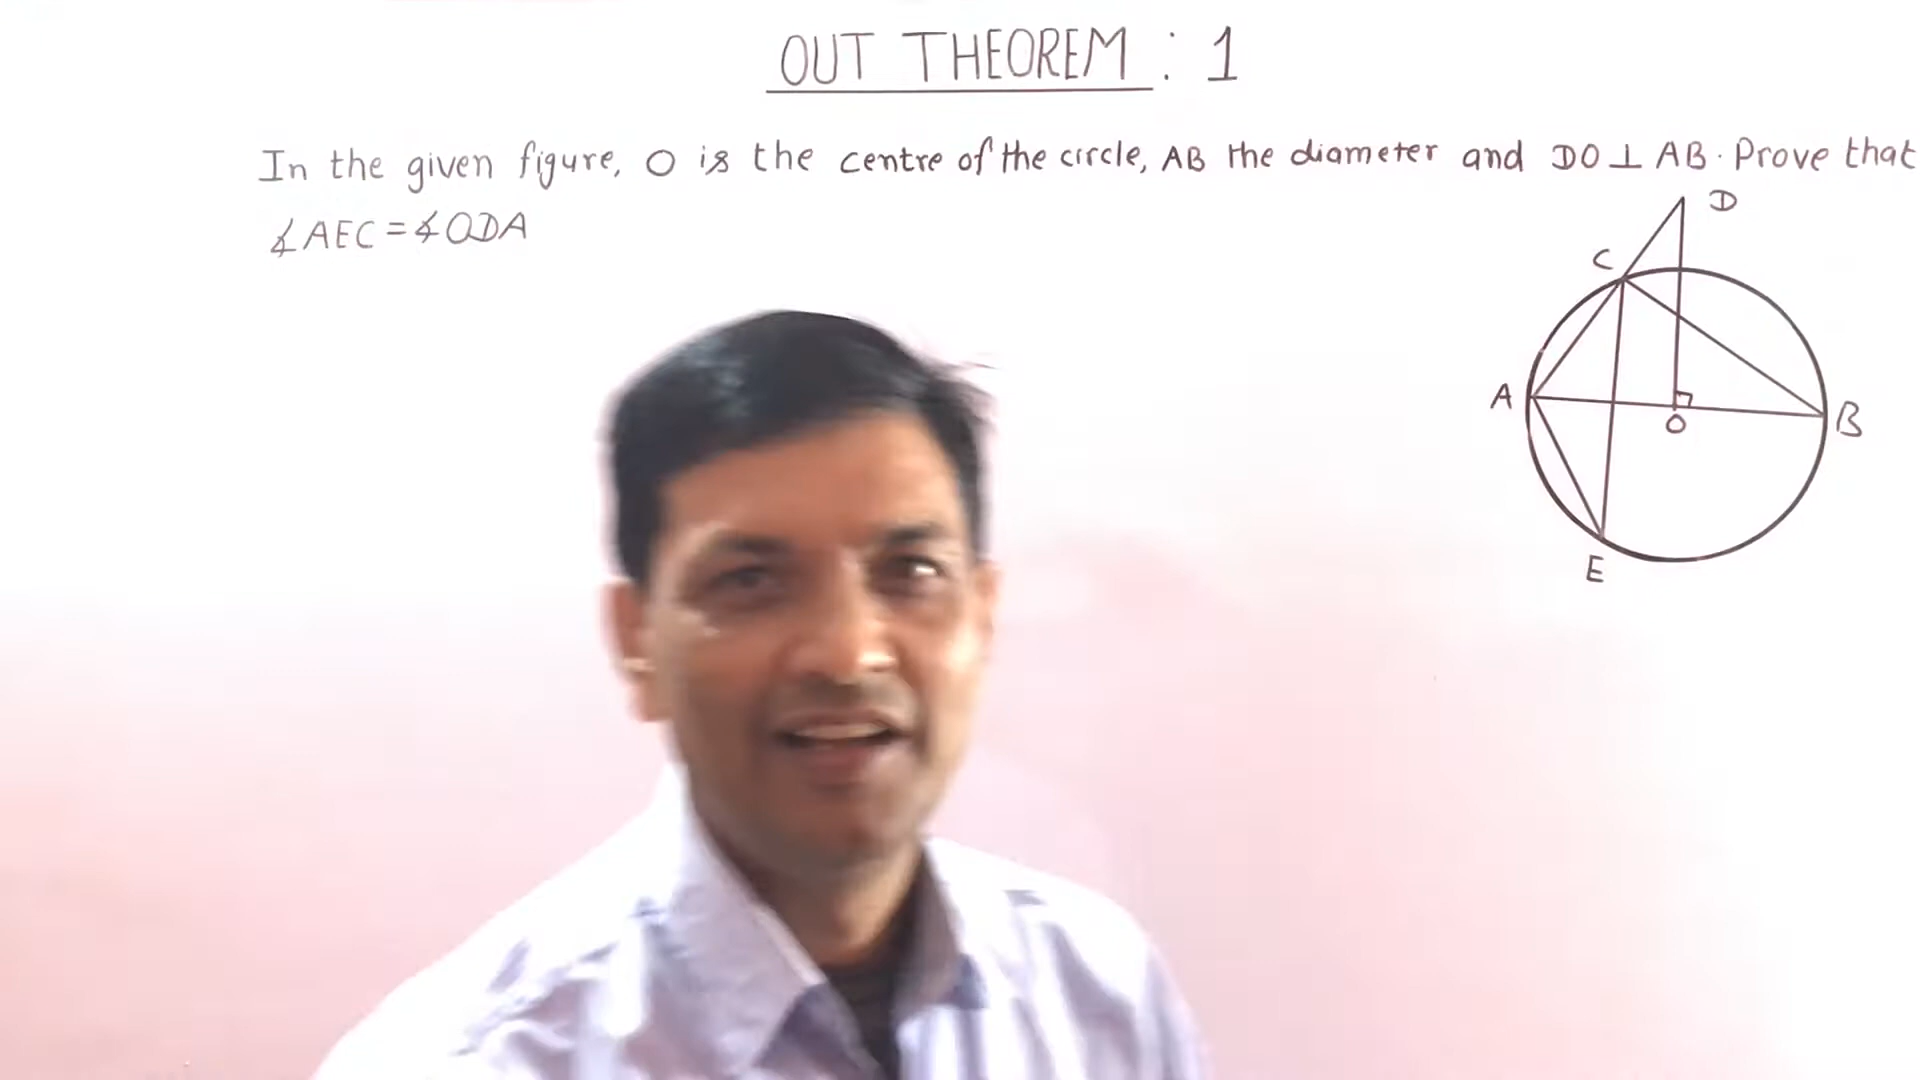 OUT THEOREM : 1
In the given figure, O is the centre of the circle, AB the diameter and DO ⊥ AB. Prove that
∡AEC = ∡ODA
D
C
A
O
B
E